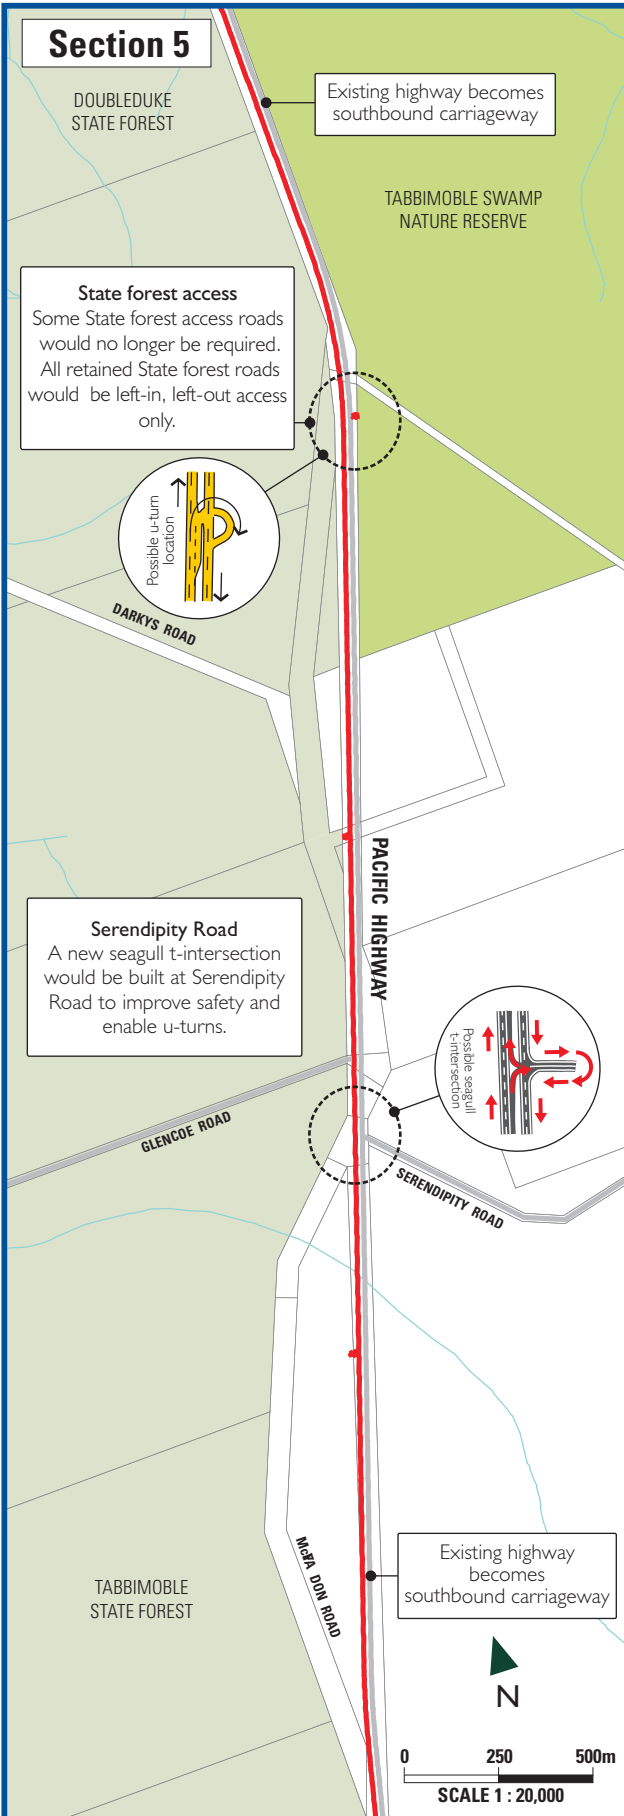 Section 5
DOUBLEDUKE
STATE FOREST
Existing highway becomes
southbound carriageway
TABBIMOBLE SWAMP
NATURE RESERVE
State forest access
Some State forest access roads
would no longer be required.
All retained State forest roads
would be left-in, left-out access
only.
Possible u-turn
location
DARKYS ROAD
PACIFIC HIGHWAY
Serendipity Road
A new seagull t-intersection
would be built at Serendipity
Road to improve safety and
enable u-turns.
Possible seagull
t-intersection
GLENCOE ROAD
SERENDIPITY ROAD
TABBIMOBLE
STATE FOREST
DON ROAD
Existing highway
becomes
southbound carriageway
N
0 250 500m
SCALE 1 : 20,000